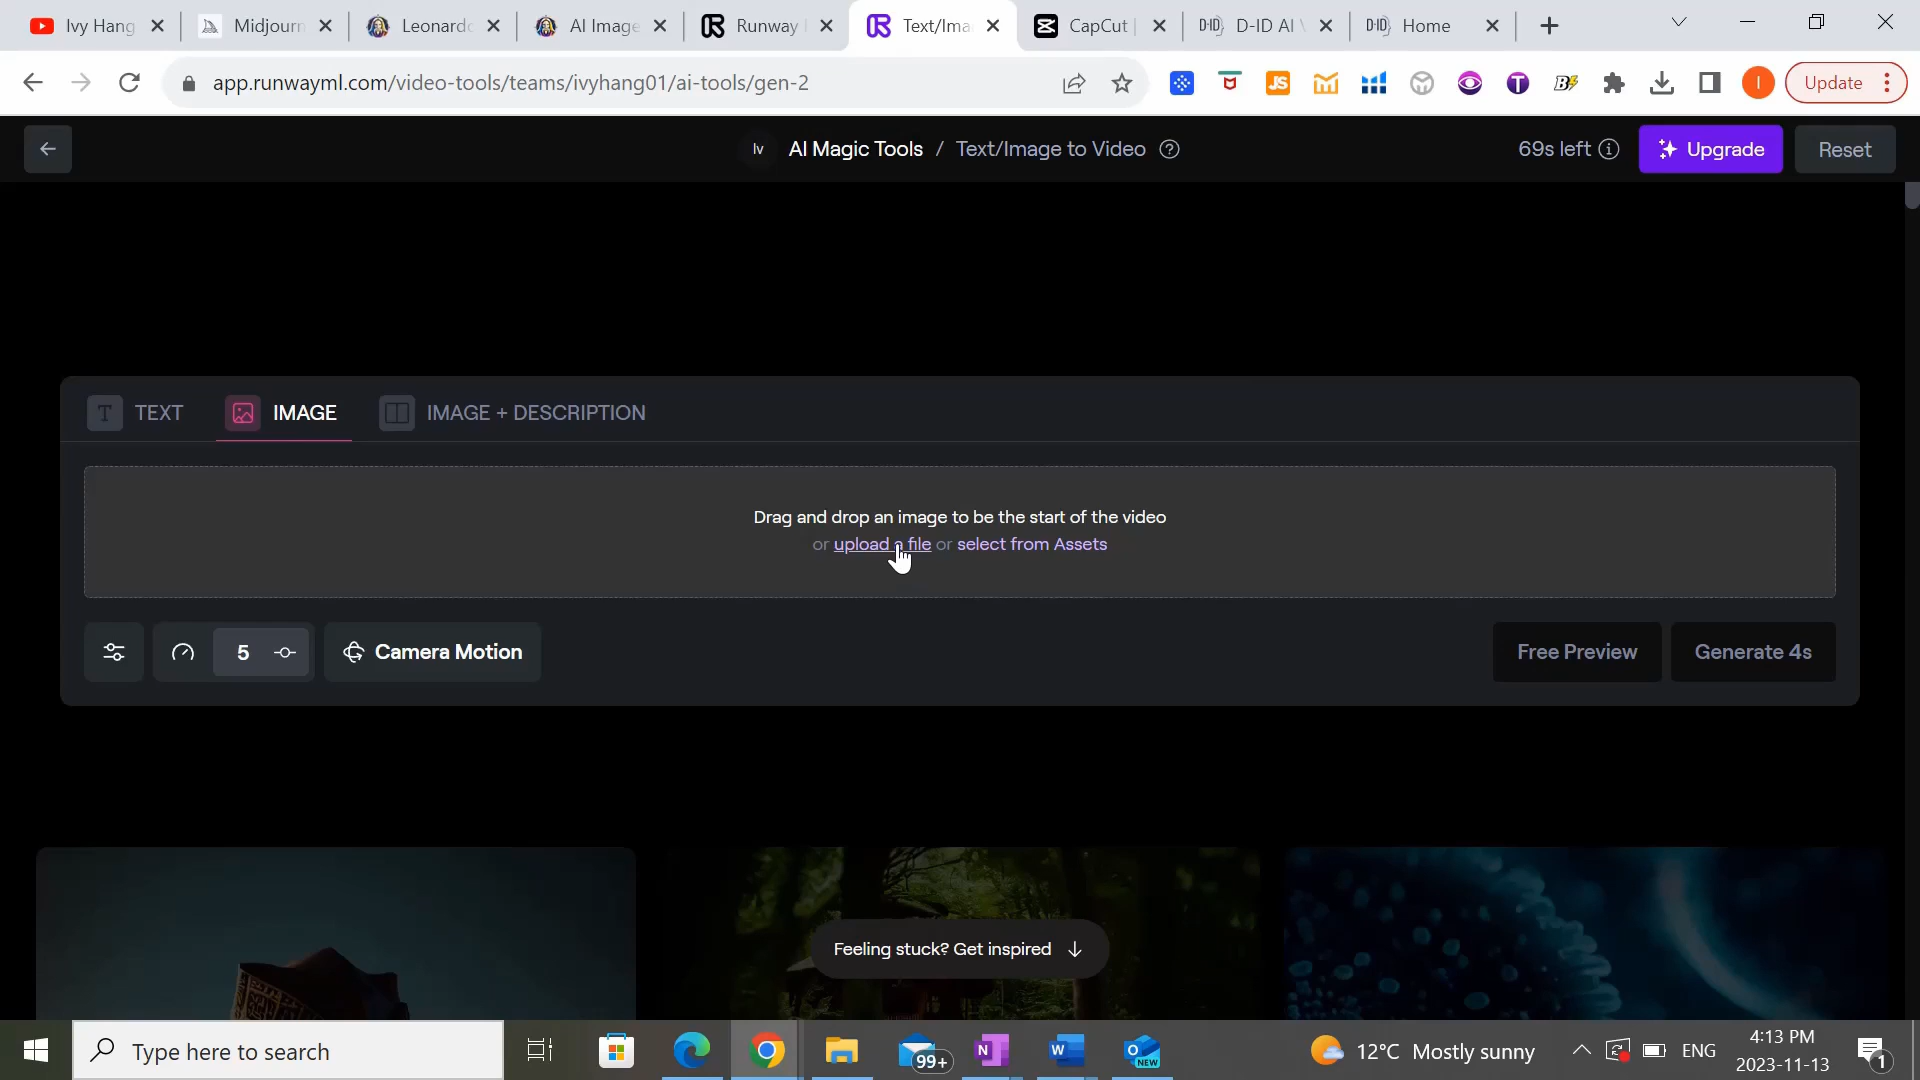 Ivy Hang
Midjourn
Leonardo
AI Image
Runway
Text/Ima
CapCut
D-ID AI
Home
app.runwayml.com/video-tools/teams/ivyhang01/ai-tools/gen-2
JS
T
B
I
Update
Iv
AI Magic Tools / Text/Image to Video
69s left
Upgrade
Reset
T TEXT
IMAGE
IMAGE + DESCRIPTION
Drag and drop an image to be the start of the video
or upload a file or select from Assets
5
Camera Motion
Free Preview
Generate 4s
Feeling stuck? Get inspired
Type here to search
99+
N
W
O
NEW
12°C Mostly sunny
ENG
4:13 PM
2023-11-13
1